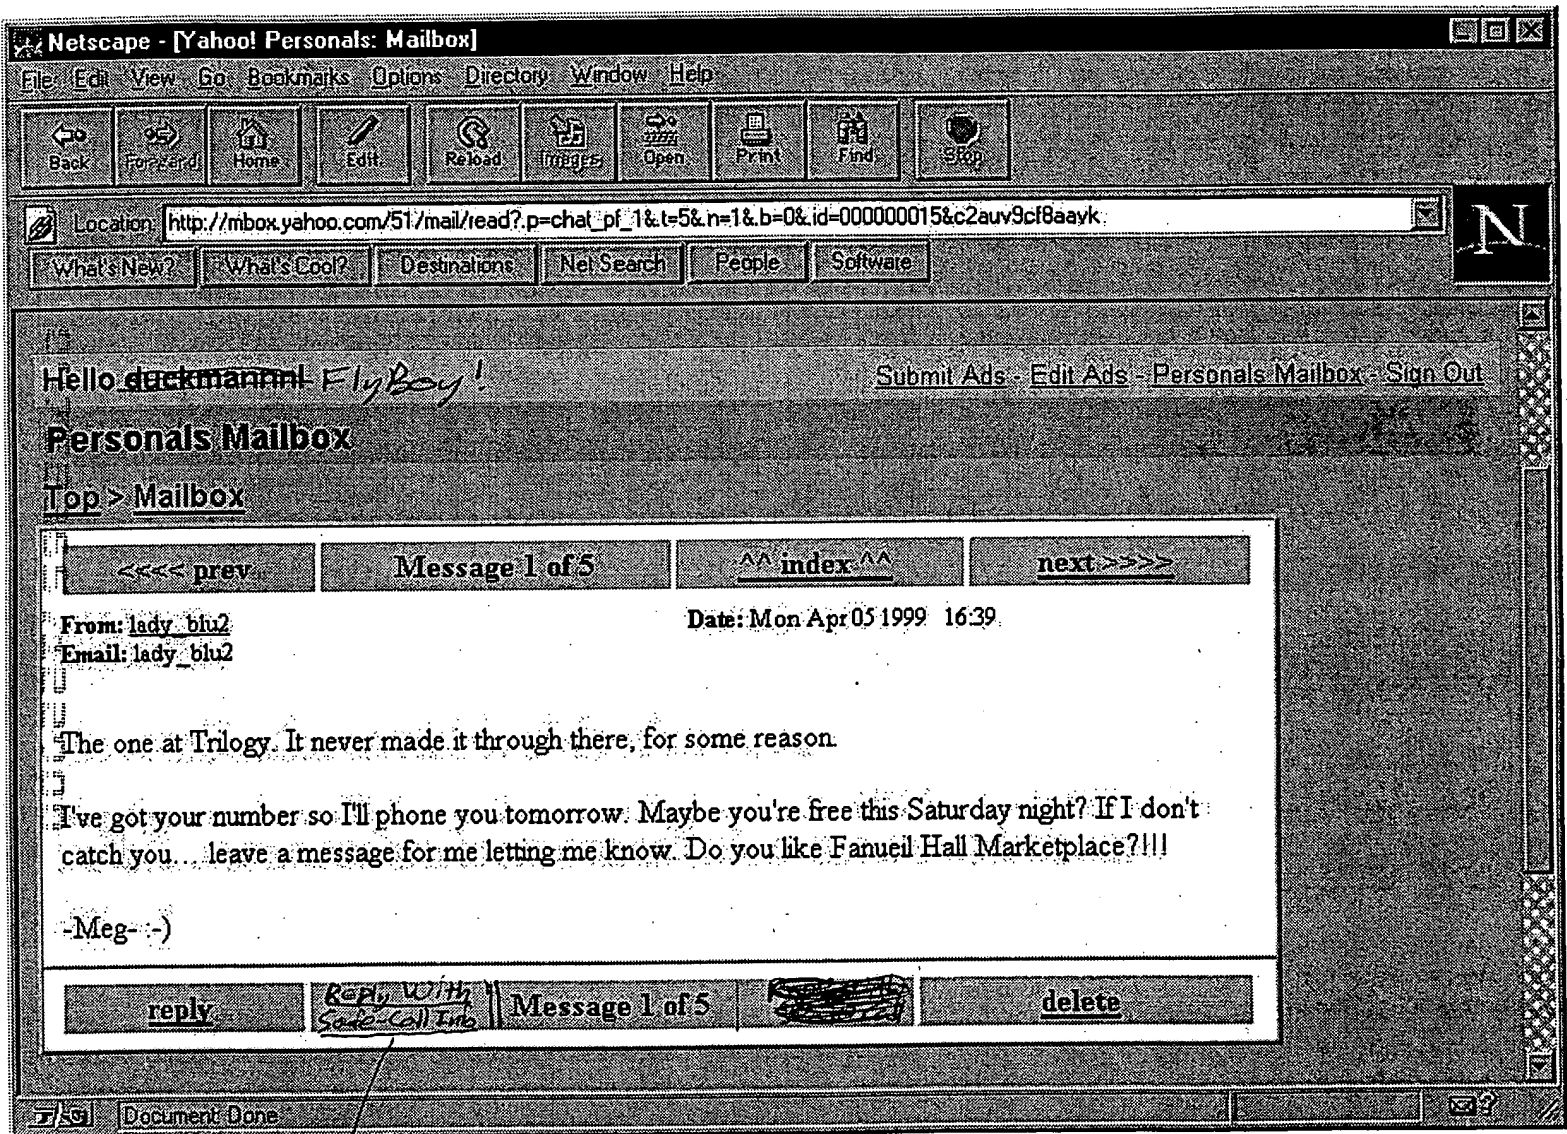 Netscape - [Yahoo! Personals: Mailbox]
File Edit View Go Bookmarks Options Directory Window Help
Back Forward Home Edit Reload Images Open Print Find Stop
Location: http://mbox.yahoo.com/51/mail/read?.p=chat_pf_1&.t=5&.n=1&.b=0&.id=000000015&c2auv9cf8aayk
What's New? What's Cool? Destinations Net Search People Software
N
Hello duckmannnl FlyBoy! Submit Ads - Edit Ads - Personals Mailbox - Sign Out
Personals Mailbox
Top > Mailbox
<<<< prev Message 1 of 5 ^^ index ^^ next >>>>
From: lady_blu2 Date: Mon Apr 05 1999 16:39
Email: lady_blu2
The one at Trilogy. It never made it through there, for some reason.
I've got your number so I'll phone you tomorrow. Maybe you're free this Saturday night? If I don't
catch you... leave a message for me letting me know. Do you like Fanueil Hall Marketplace?!!!
-Meg- :-)
reply Reply With Message 1 of 5 delete
Safe-Call Info
Document: Done